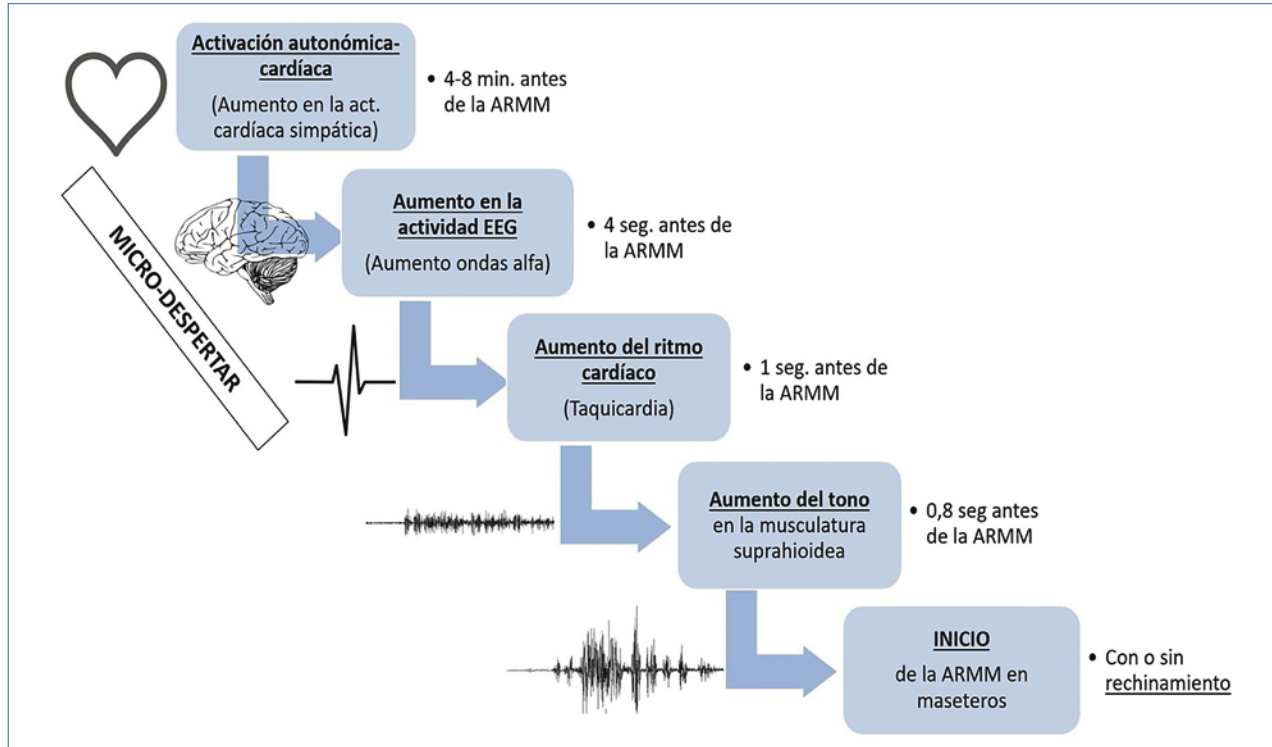 Activación autonómica-
cardíaca
(Aumento en la act.
cardíaca simpática)
• 4-8 min. antes
de la ARMM
MICRO-DESPERTAR
Aumento en la
actividad EEG
(Aumento ondas alfa)
• 4 seg. antes de
la ARMM
Aumento del ritmo
cardíaco
(Taquicardia)
• 1 seg. antes de
la ARMM
Aumento del tono
en la musculatura
suprahioidea
• 0,8 seg antes
de la ARMM
INICIO
de la ARMM en
maseteros
• Con o sin
rechinamiento